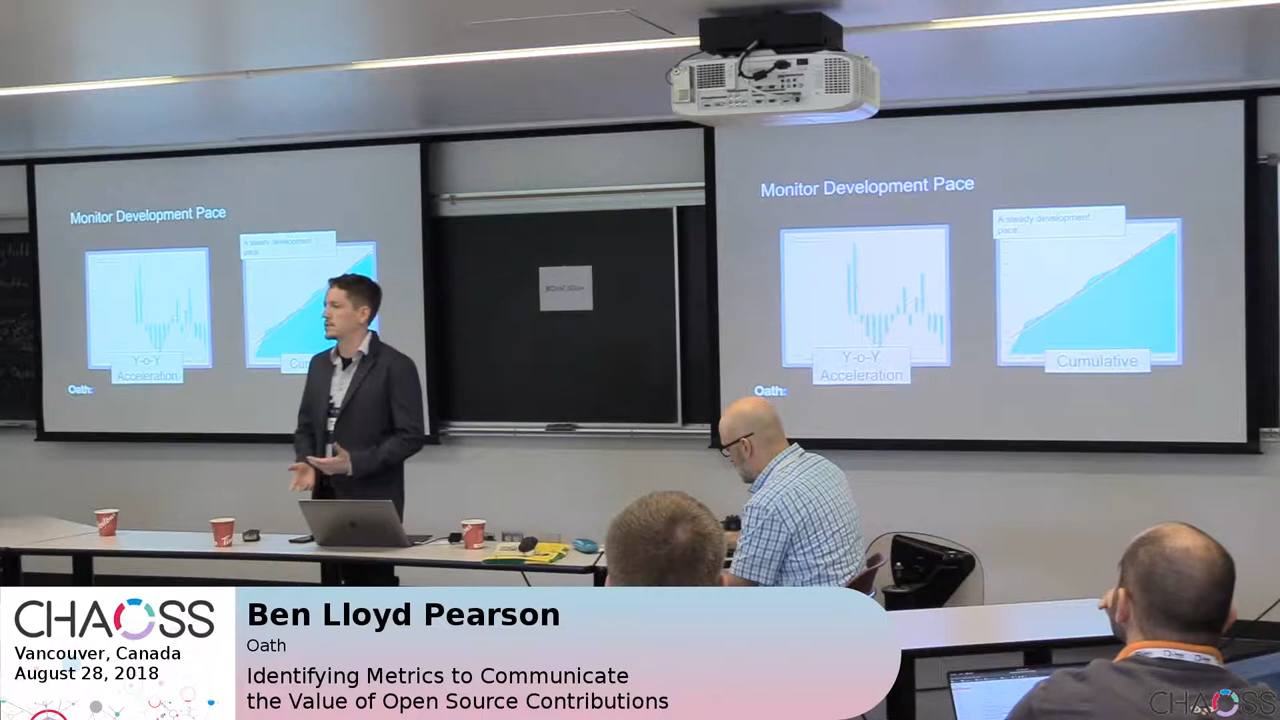 Monitor Development Pace
A steady development
pace.
Y-o-Y
Acceleration
Oath:
Monitor Development Pace
A steady development
pace.
Y-o-Y
Acceleration
Cumulative
Oath:
CHAOSS
Vancouver, Canada
August 28, 2018
Ben Lloyd Pearson
Oath
Identifying Metrics to Communicate
the Value of Open Source Contributions
CHAOSS